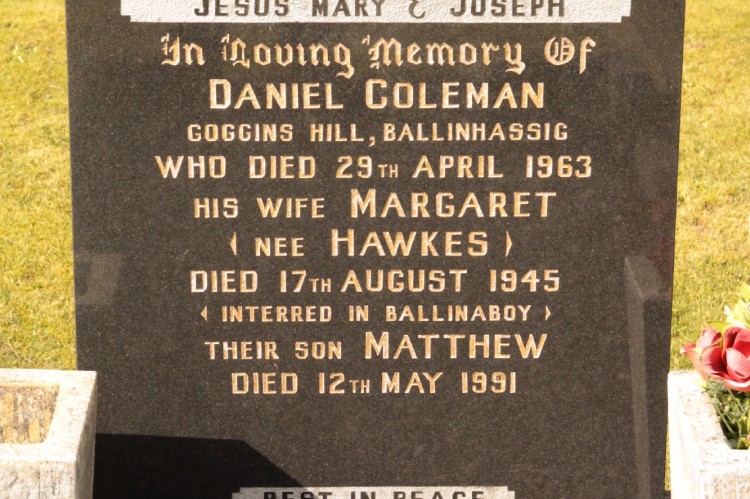 JESUS MARY & JOSEPH
In Loving Memory Of
DANIEL COLEMAN
GOGGINS HILL, BALLINHASSIG
WHO DIED 29TH APRIL 1963
HIS WIFE MARGARET
( NEE HAWKES )
DIED 17TH AUGUST 1945
( INTERRED IN BALLINABOY )
THEIR SON MATTHEW
DIED 12TH MAY 1991
REST IN PEACE